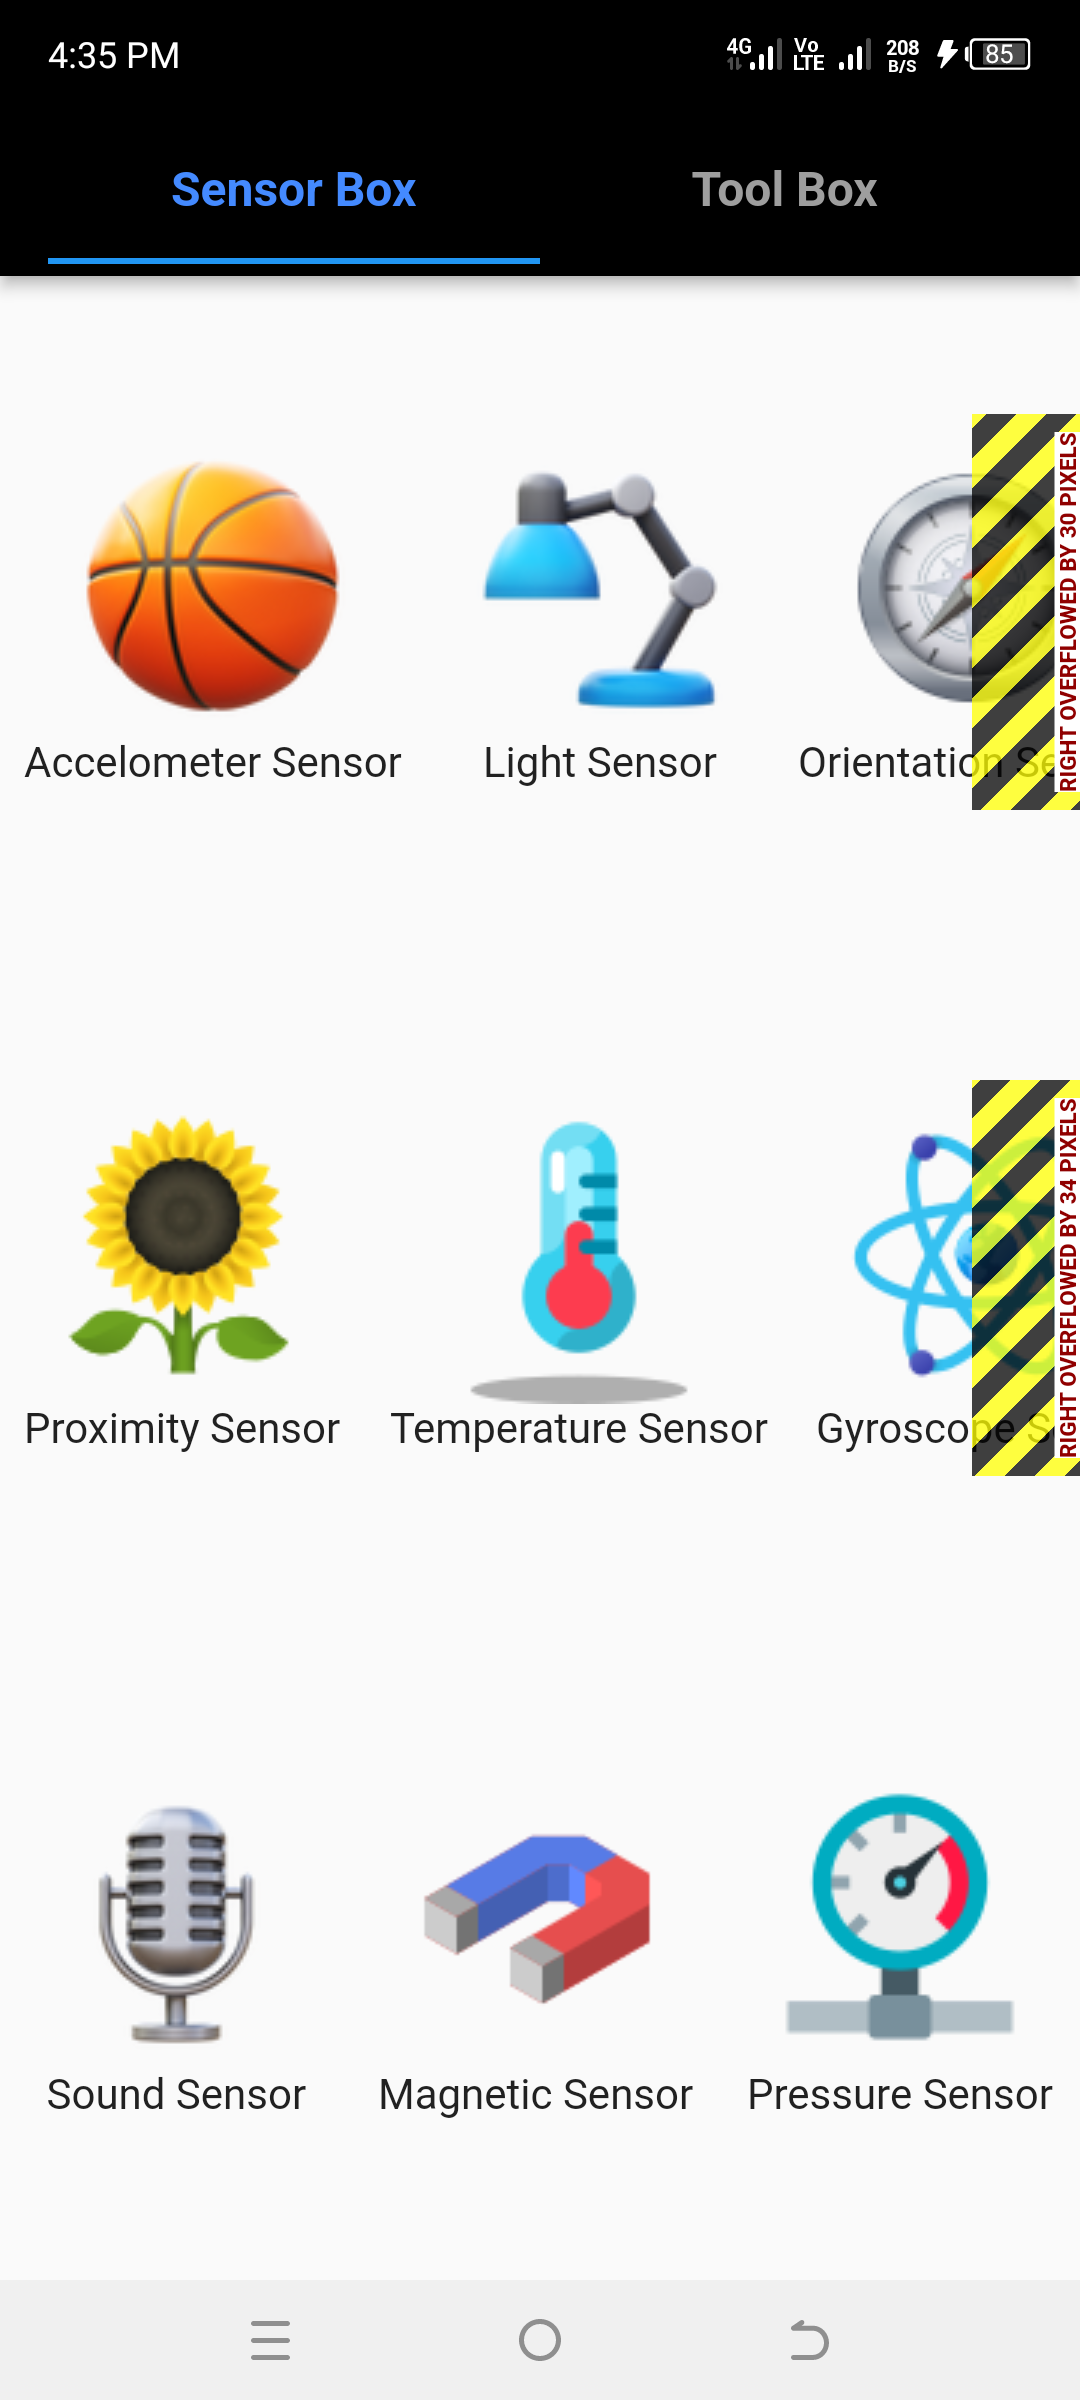 4:35 PM
4G Vo LTE 208 B/S 85
Sensor Box Tool Box
Accelometer Sensor Light Sensor Orientation Se
RIGHT OVERFLOWED BY 30 PIXELS
Proximity Sensor Temperature Sensor Gyroscope S
RIGHT OVERFLOWED BY 34 PIXELS
Sound Sensor Magnetic Sensor Pressure Sensor